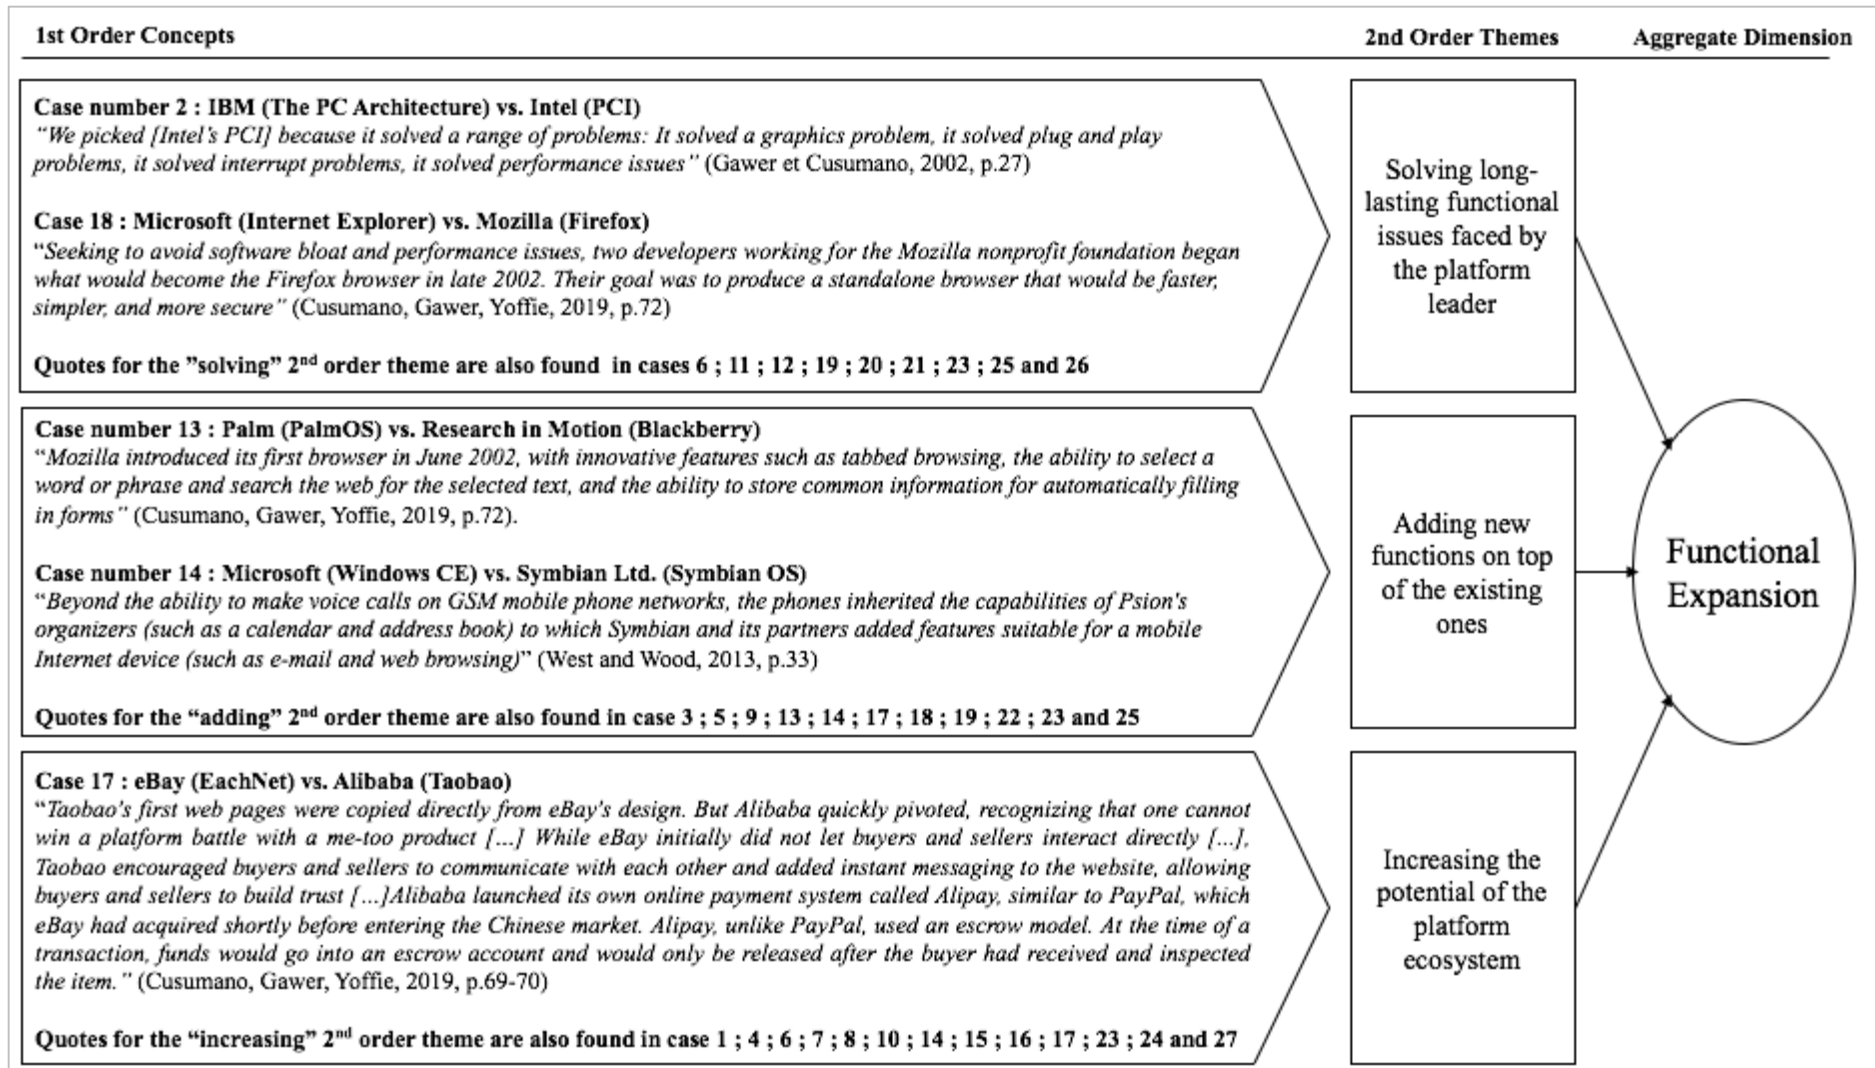 1st Order Concepts
2nd Order Themes
Aggregate Dimension
Case number 2 : IBM (The PC Architecture) vs. Intel (PCI)
“We picked [Intel’s PCI] because it solved a range of problems: It solved a graphics problem, it solved plug and play
problems, it solved interrupt problems, it solved performance issues” (Gawer et Cusumano, 2002, p.27)
Case 18 : Microsoft (Internet Explorer) vs. Mozilla (Firefox)
“Seeking to avoid software bloat and performance issues, two developers working for the Mozilla nonprofit foundation began
what would become the Firefox browser in late 2002. Their goal was to produce a standalone browser that would be faster,
simpler, and more secure” (Cusumano, Gawer, Yoffie, 2019, p.72)
Quotes for the ”solving” 2nd order theme are also found in cases 6 ; 11 ; 12 ; 19 ; 20 ; 21 ; 23 ; 25 and 26
Solving long-
lasting functional
issues faced by
the platform
leader
Case number 13 : Palm (PalmOS) vs. Research in Motion (Blackberry)
“Mozilla introduced its first browser in June 2002, with innovative features such as tabbed browsing, the ability to select a
word or phrase and search the web for the selected text, and the ability to store common information for automatically filling
in forms” (Cusumano, Gawer, Yoffie, 2019, p.72).
Case number 14 : Microsoft (Windows CE) vs. Symbian Ltd. (Symbian OS)
“Beyond the ability to make voice calls on GSM mobile phone networks, the phones inherited the capabilities of Psion's
organizers (such as a calendar and address book) to which Symbian and its partners added features suitable for a mobile
Internet device (such as e-mail and web browsing)” (West and Wood, 2013, p.33)
Quotes for the “adding” 2nd order theme are also found in case 3 ; 5 ; 9 ; 13 ; 14 ; 17 ; 18 ; 19 ; 22 ; 23 and 25
Adding new
functions on top
of the existing
ones
Functional
Expansion
Case 17 : eBay (EachNet) vs. Alibaba (Taobao)
“Taobao’s first web pages were copied directly from eBay’s design. But Alibaba quickly pivoted, recognizing that one cannot
win a platform battle with a me-too product [...] While eBay initially did not let buyers and sellers interact directly [...],
Taobao encouraged buyers and sellers to communicate with each other and added instant messaging to the website, allowing
buyers and sellers to build trust [...]Alibaba launched its own online payment system called Alipay, similar to PayPal, which
eBay had acquired shortly before entering the Chinese market. Alipay, unlike PayPal, used an escrow model. At the time of a
transaction, funds would go into an escrow account and would only be released after the buyer had received and inspected
the item.” (Cusumano, Gawer, Yoffie, 2019, p.69-70)
Quotes for the “increasing” 2nd order theme are also found in case 1 ; 4 ; 6 ; 7 ; 8 ; 10 ; 14 ; 15 ; 16 ; 17 ; 23 ; 24 and 27
Increasing the
potential of the
platform
ecosystem